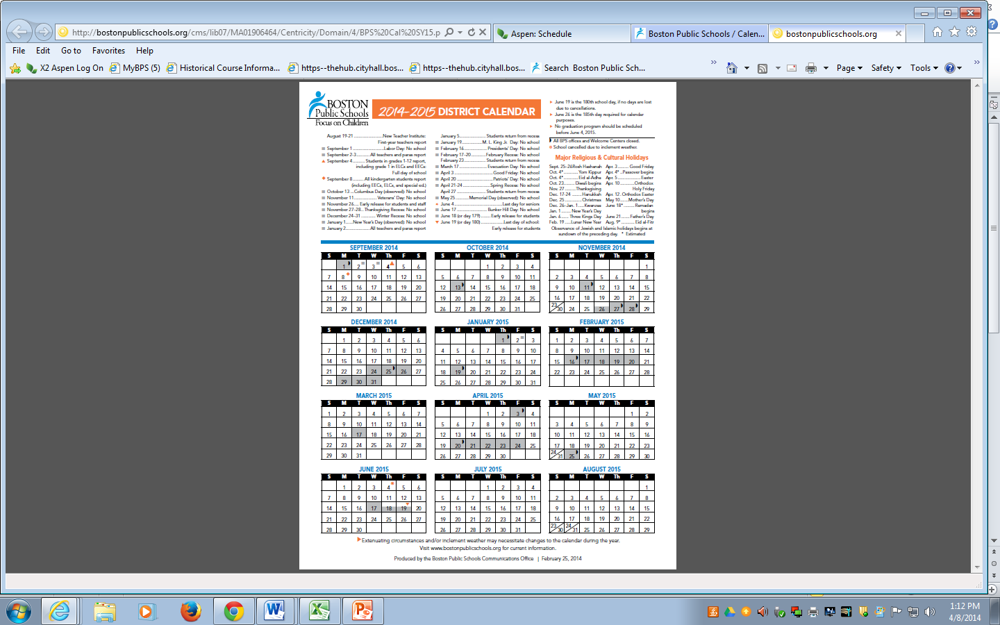 http://bostonpublicschools.org/cms/lib07/MA01906464/Centricity/Domain/4/BPS%20Cal%20SY15.p
Aspen: Schedule
Boston Public Schools / Calen...
bostonpublicschools.org
File Edit Go to Favorites Help
X2 Aspen Log On MyBPS (5) Historical Course Informa... https--thehub.cityhall.bos... https--thehub.cityhall.bos... Search Boston Public Sch...
Page Safety Tools
BOSTON
Public Schools
Focus on Children
2014-2015 DISTRICT CALENDAR
June 19 is the 180th school day, if no days are lost
due to cancellations.
June 26 is the 185th day required for calendar
purposes.
No graduation program should be scheduled
before June 4, 2015.
All BPS offices and Welcome Centers closed.
School cancelled due to inclement weather.
August 19-21 ....................New Teacher Institute:
First-year teachers report
September 1 ....................Labor Day: No school
September 2-3 .........All teachers and paras report
September 4 ........Students in grades 1-12 report,
including grade 1 in ELCs and EECs:
Full day of school
September 8 ........All kindergarten students report
(including EECs, ELCs, and special ed.)
October 13 ...Columbus Day (observed): No school
November 11..............Veterans' Day: No school
November 26.... Early release for students and staff
November 27-28.. Thanksgiving Recess: No school
December 24-31 ..........Winter Recess: No school
January 1.....New Year's Day (observed): No school
January 2................All teachers and paras report
January 5.................Students return from recess
January 19..............M. L. King Jr. Day: No school
February 16..............Presidents' Day: No school
February 17-20 ..........February Recess: No school
February 23...............Students return from recess
March 17 ................Evacuation Day: No school
April 3 ........................Good Friday: No school
April 20 .......................Patriots' Day: No school
April 21-24 ...................Spring Recess: No school
April 27 ....................Students return from recess
May 25 .........Memorial Day (observed): No school
June 4 ..............................Last day for seniors
June 17 ...................Bunker Hill Day: No school
June 18 (or day 179) .......Early release for students
June 19 (or day 180) ...............Last day of school:
Early release for students
Major Religious & Cultural Holidays
Sept. 25-26 Rosh Hashanah
Oct. 4* ............Yom Kippur
Oct. 4* ............Eid al-Adha
Oct. 23.......Diwali begins
Nov. 27 .......Thanksgiving
Dec. 17-24 .......Hanukkah
Dec. 25 ............Christmas
Dec. 26-Jan. 1 .....Kwanzaa
Jan. 1 .......New Year's Day
Jan. 6 ......Three Kings Day
Feb. 19 .....Lunar New Year
Apr. 3 ..........Good Friday
Apr. 4* ..Passover begins
Apr. 5 ................Easter
Apr. 10 ............Orthodox
Holy Friday
Apr. 12 .Orthodox Easter
May 10 ......Mother's Day
June 18* .........Ramadan
begins
June 21 ......Father's Day
Aug. 9* ..........Eid al-Fitr
Observance of Jewish and Islamic holidays begins at
sundown of the preceding day. * Estimated
SEPTEMBER 2014
S M T W Th F S
1 2 3 4 5 6
7 8 9 10 11 12 13
14 15 16 17 18 19 20
21 22 23 24 25 26 27
28 29 30
OCTOBER 2014
S M T W Th F S
1 2 3 4
5 6 7 8 9 10 11
12 13 14 15 16 17 18
19 20 21 22 23 24 25
26 27 28 29 30 31
NOVEMBER 2014
S M T W Th F S
1
2 3 4 5 6 7 8
9 10 11 12 13 14 15
16 17 18 19 20 21 22
23/30 24 25 26 27 28 29
DECEMBER 2014
S M T W Th F S
1 2 3 4 5 6
7 8 9 10 11 12 13
14 15 16 17 18 19 20
21 22 23 24 25 26 27
28 29 30 31
JANUARY 2015
S M T W Th F S
1 2 3
4 5 6 7 8 9 10
11 12 13 14 15 16 17
18 19 20 21 22 23 24
25 26 27 28 29 30 31
FEBRUARY 2015
S M T W Th F S
1 2 3 4 5 6 7
8 9 10 11 12 13 14
15 16 17 18 19 20 21
22 23 24 25 26 27 28
MARCH 2015
S M T W Th F S
1 2 3 4 5 6 7
8 9 10 11 12 13 14
15 16 17 18 19 20 21
22 23 24 25 26 27 28
29 30 31
APRIL 2015
S M T W Th F S
1 2 3 4
5 6 7 8 9 10 11
12 13 14 15 16 17 18
19 20 21 22 23 24 25
26 27 28 29 30
MAY 2015
S M T W Th F S
1 2
3 4 5 6 7 8 9
10 11 12 13 14 15 16
17 18 19 20 21 22 23
24/31 25 26 27 28 29 30
JUNE 2015
S M T W Th F S
1 2 3 4 5 6
7 8 9 10 11 12 13
14 15 16 17 18 19 20
21 22 23 24 25 26 27
28 29 30
JULY 2015
S M T W Th F S
1 2 3 4
5 6 7 8 9 10 11
12 13 14 15 16 17 18
19 20 21 22 23 24 25
26 27 28 29 30 31
AUGUST 2015
S M T W Th F S
1
2 3 4 5 6 7 8
9 10 11 12 13 14 15
16 17 18 19 20 21 22
23/30 24/31 25 26 27 28 29
Extenuating circumstances and/or inclement weather may necessitate changes to the calendar during the year.
Visit www.bostonpublicschools.org for current information.
Produced by the Boston Public Schools Communications Office | February 25, 2014
1:12 PM
4/8/2014